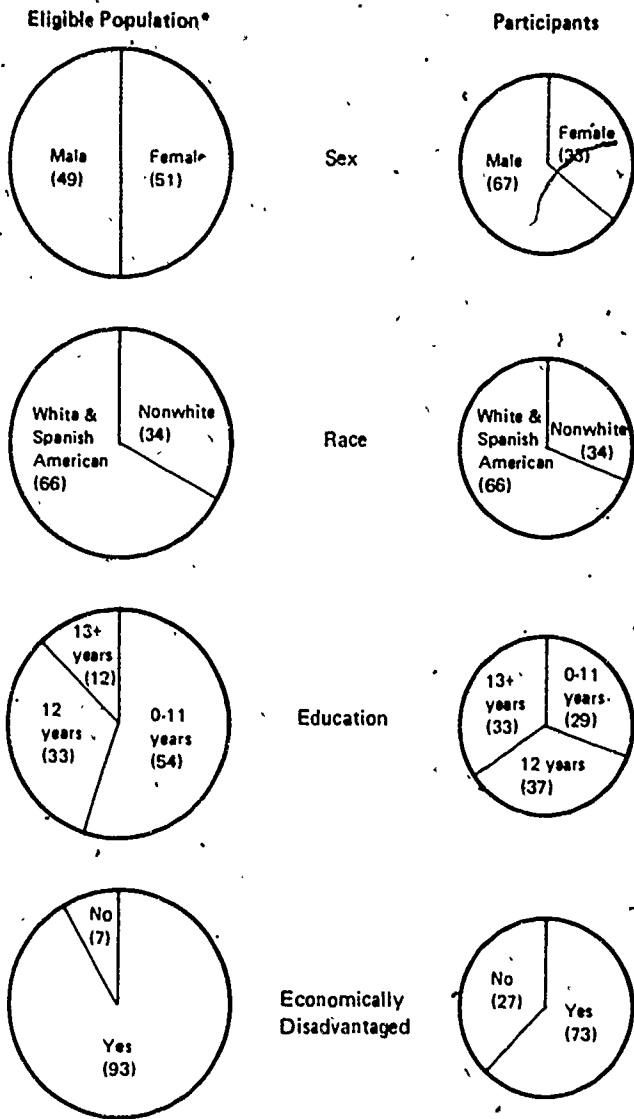 Eligible Population*
Participants
Male
(49)
Female
(51)
Sex
Male
(67)
Female
(33)
White &
Spanish
American
(66)
Nonwhite
(34)
Race
White &
Spanish
American
(66)
Nonwhite
(34)
13+
years
(12)
12
years
(33)
0-11
years
(54)
Education
13+
years
(33)
0-11
years
(29)
12 years
(37)
No
(7)
Yes
(93)
Economically
Disadvantaged
No
(27)
Yes
(73)